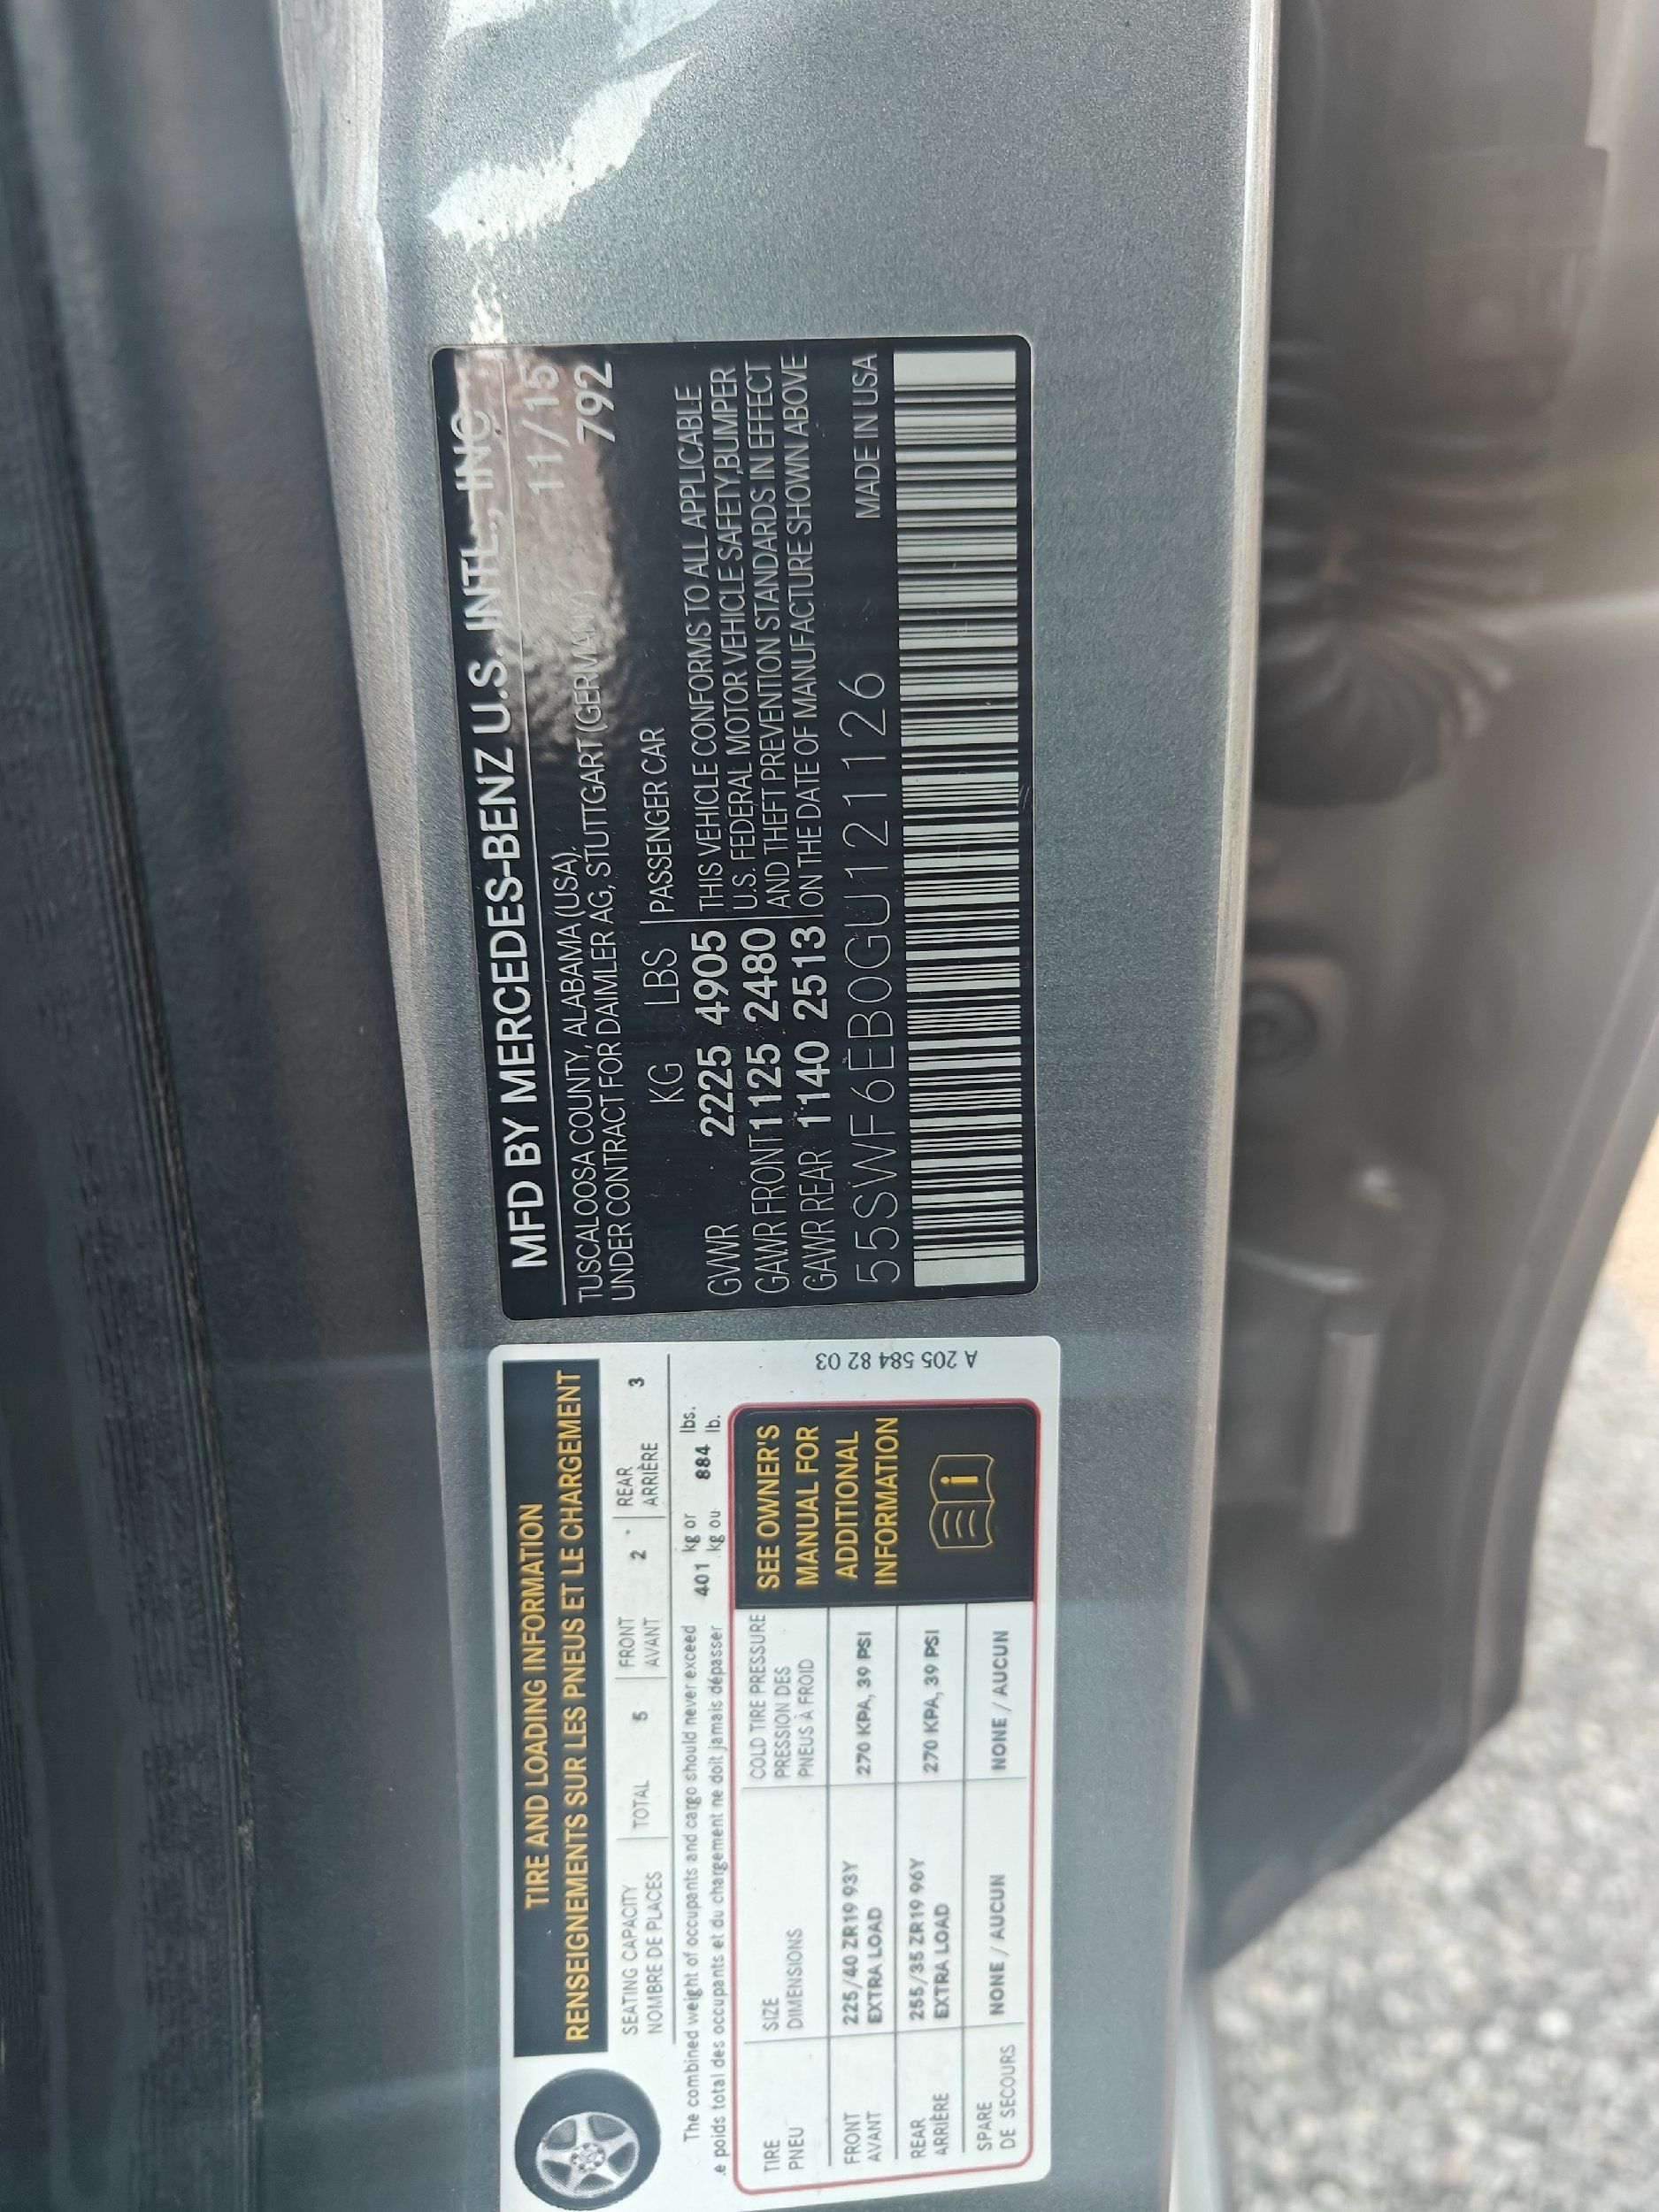 TIRE AND LOADING INFORMATION
RENSEIGNEMENTS SUR LES PNEUS ET LE CHARGEMENT
SEATING CAPACITY
NOMBRE DE PLACES
TOTAL 5
FRONT
AVANT
2
REAR
ARRIÈRE
3
The combined weight of occupants and cargo should never exceed 401 kg or 884 lbs.
e poids total des occupants et du chargement ne doit jamais dépasser kg ou lb.
TIRE
PNEU
SIZE
DIMENSIONS
COLD TIRE PRESSURE
PRESSION DES
PNEUS À FROID
FRONT
AVANT
225/40 ZR19 93Y
EXTRA LOAD
270 KPA, 39 PSI
REAR
ARRIÈRE
255/35 ZR19 96Y
EXTRA LOAD
270 KPA, 39 PSI
SPARE
DE SECOURS
NONE / AUCUN
NONE / AUCUN
SEE OWNER'S
MANUAL FOR
ADDITIONAL
INFORMATION
i
A 205 584 82 03
MFD BY MERCEDES-BENZ U.S. INTL., INC
TUSCALOOSA COUNTY, ALABAMA (USA). 11/15
UNDER CONTRACT FOR DAIMLER AG, STUTTGART (GERMANY) 792
KG LBS PASSENGER CAR
GVWR 2225 4905 THIS VEHICLE CONFORMS TO ALL APPLICABLE
GAWR FRONT 1125 2480 U.S. FEDERAL MOTOR VEHICLE SAFETY, BUMPER
GAWR REAR 1140 2513 AND THEFT PREVENTION STANDARDS IN EFFECT
ON THE DATE OF MANUFACTURE SHOWN ABOVE
55SWF6EB0GU121126 MADE IN USA